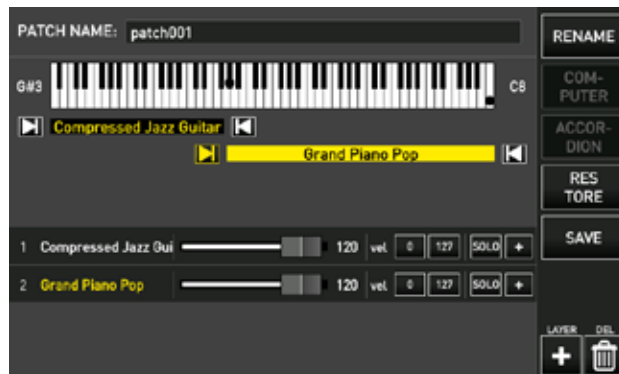 PATCH NAME: patch001
RENAME
G#3
C8
COM-
PUTER
Compressed Jazz Guitar
ACCOR-
DION
Grand Piano Pop
RES
TORE
1 Compressed Jazz Gui 120 vel 0 127 SOLO +
SAVE
2 Grand Piano Pop 120 vel 0 127 SOLO +
LAYER DEL
+